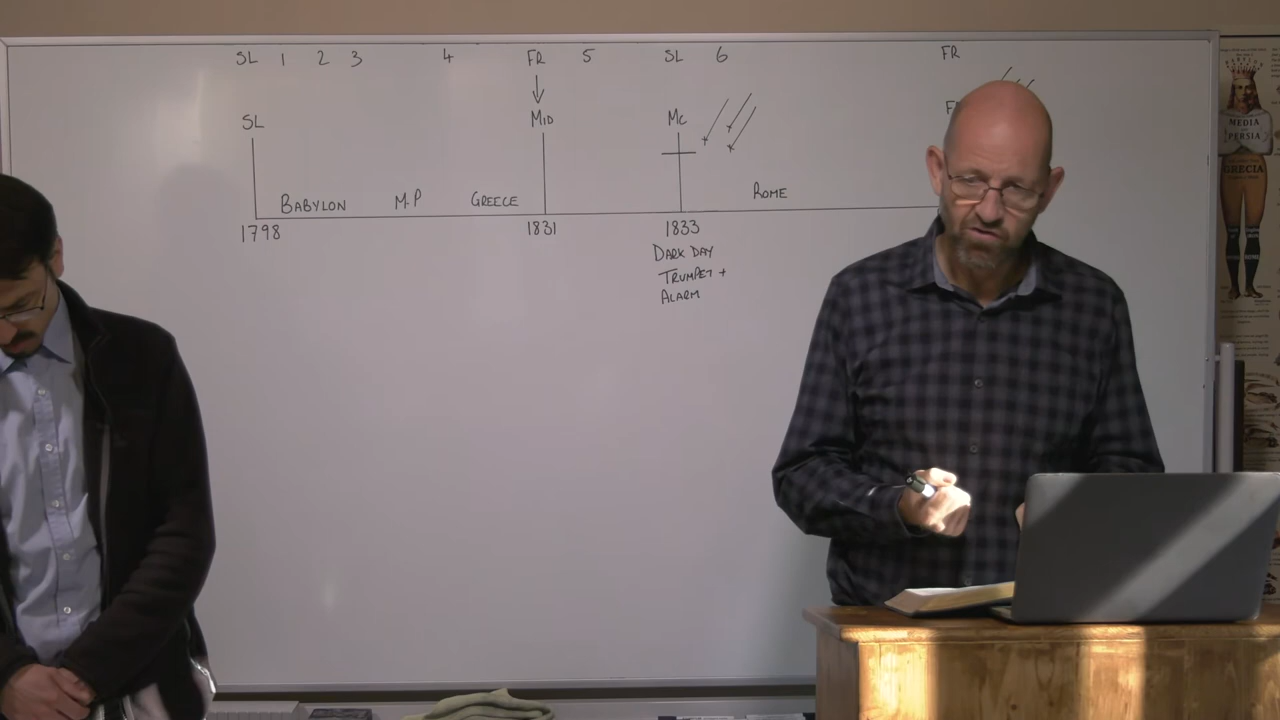 SL 1 2 3 4 FR 5 SL 6 FR
SL MID MC
BABYLON M.P GREECE ROME
1798 1831 1833
DARK DAY
TRUMPET +
ALARM
MEDIA
PERSIA
GRECIA